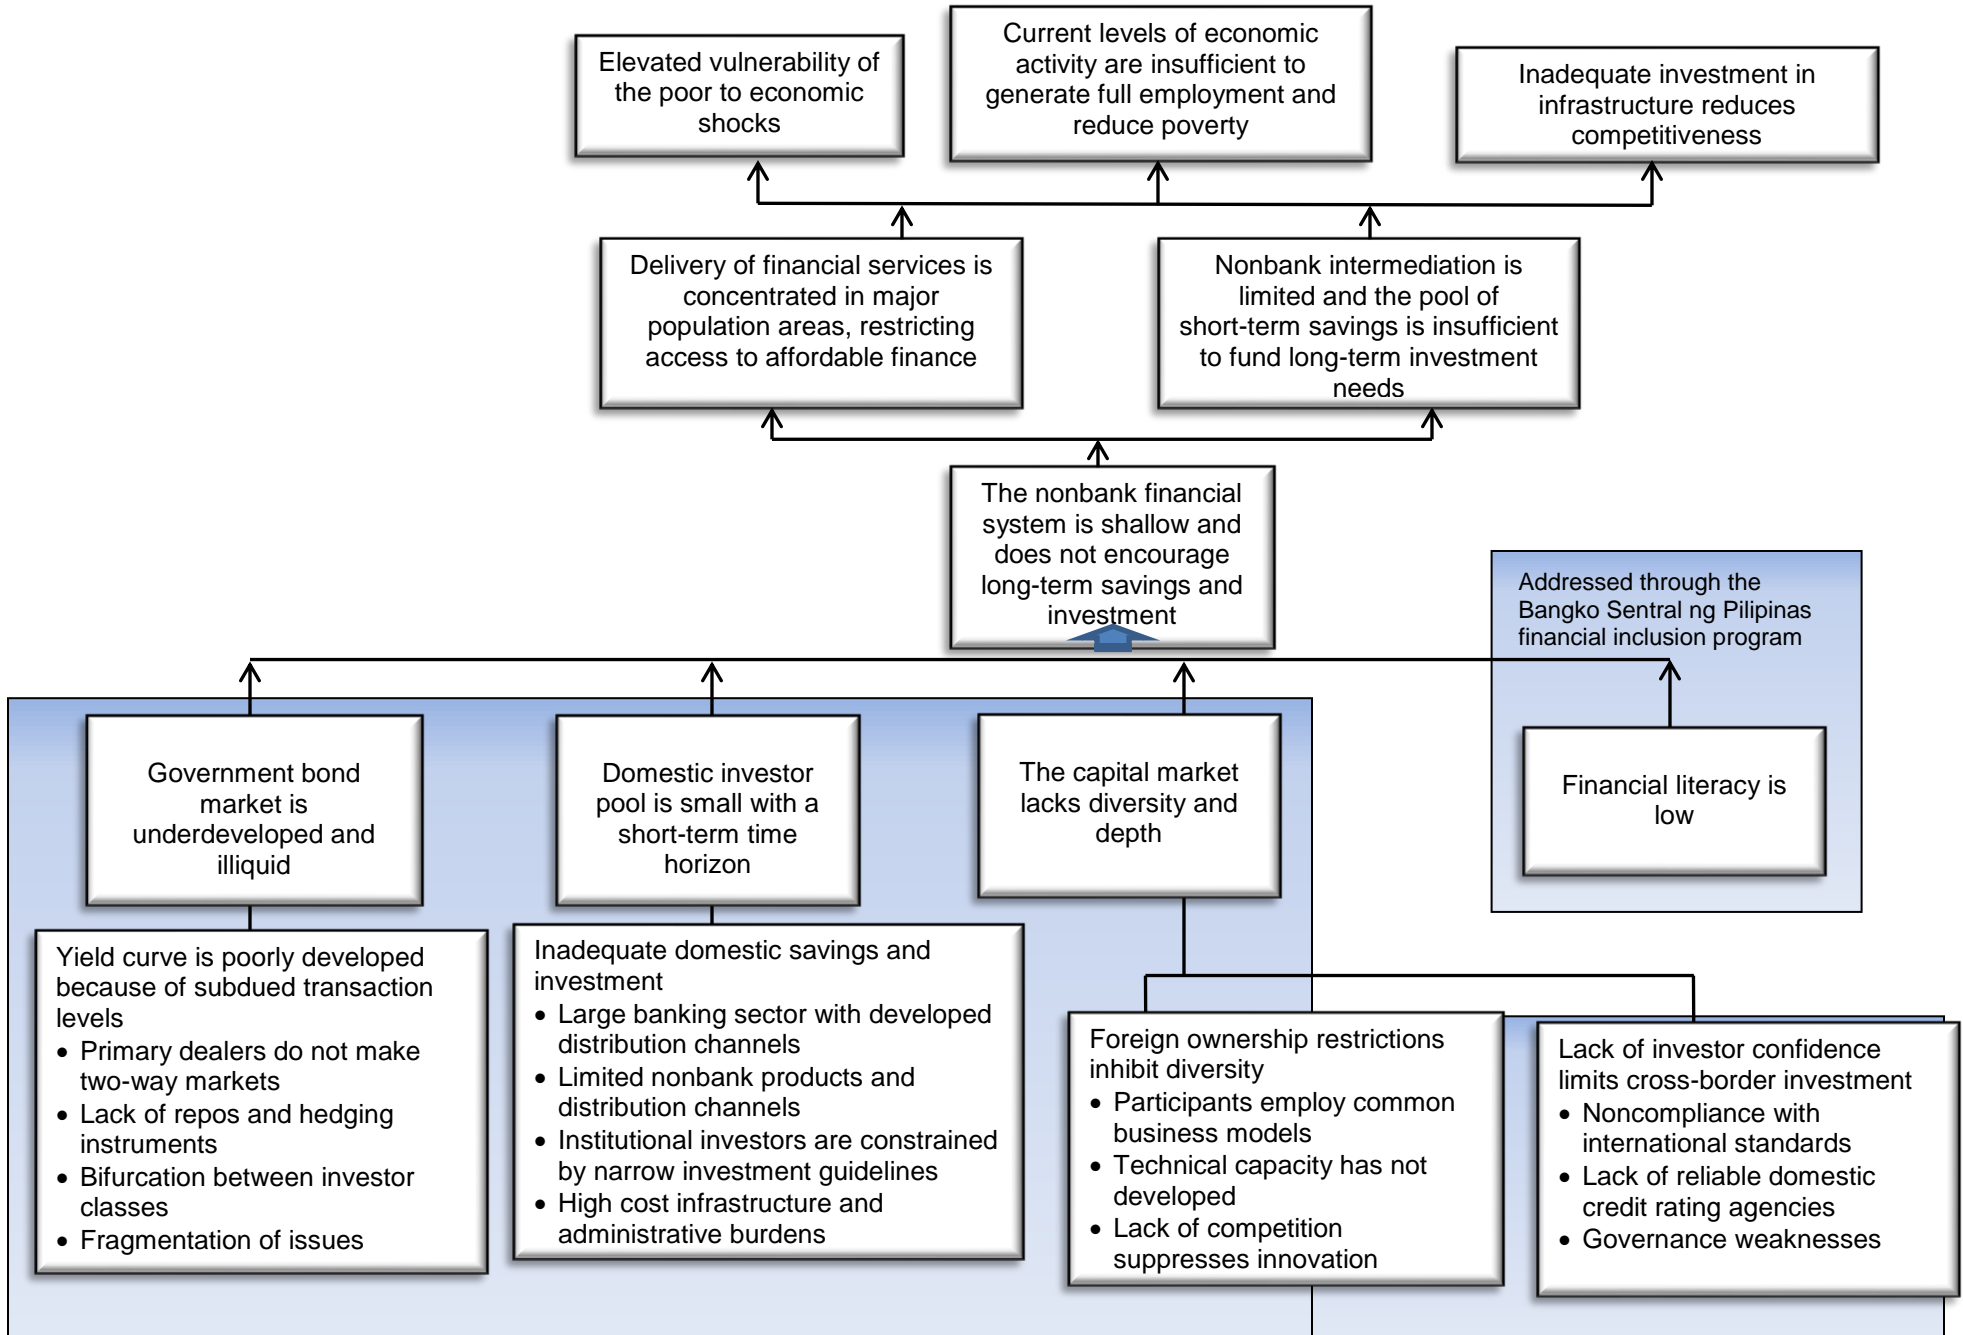 Elevated vulnerability of
the poor to economic
shocks
Current levels of economic
activity are insufficient to
generate full employment and
reduce poverty
Inadequate investment in
infrastructure reduces
competitiveness
Delivery of financial services is
concentrated in major
population areas, restricting
access to affordable finance
Nonbank intermediation is
limited and the pool of
short-term savings is insufficient
to fund long-term investment
needs
The nonbank financial
system is shallow and
does not encourage
long-term savings and
investment
Addressed through the
Bangko Sentral ng Pilipinas
financial inclusion program
Government bond
market is
underdeveloped and
illiquid
Domestic investor
pool is small with a
short-term time
horizon
The capital market
lacks diversity and
depth
Financial literacy is
low
Yield curve is poorly developed
because of subdued transaction
levels
• Primary dealers do not make
two-way markets
• Lack of repos and hedging
instruments
• Bifurcation between investor
classes
• Fragmentation of issues
Inadequate domestic savings and
investment
• Large banking sector with developed
distribution channels
• Limited nonbank products and
distribution channels
• Institutional investors are constrained
by narrow investment guidelines
• High cost infrastructure and
administrative burdens
Foreign ownership restrictions
inhibit diversity
• Participants employ common
business models
• Technical capacity has not
developed
• Lack of competition
suppresses innovation
Lack of investor confidence
limits cross-border investment
• Noncompliance with
international standards
• Lack of reliable domestic
credit rating agencies
• Governance weaknesses